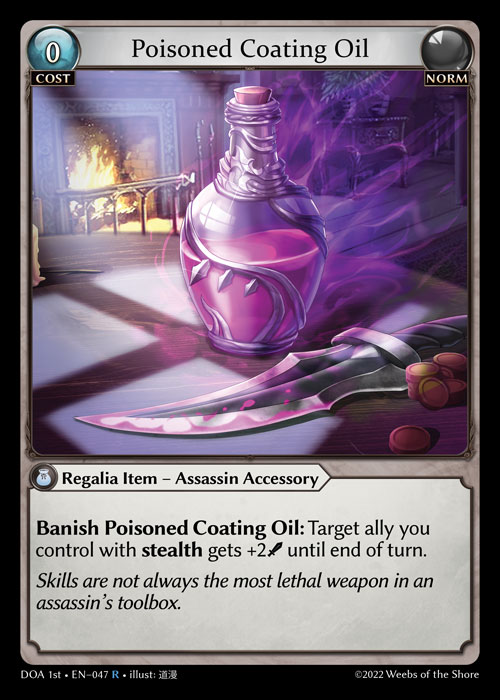 0
Poisoned Coating Oil
COST
NORM
Regalia Item – Assassin Accessory
Banish Poisoned Coating Oil: Target ally you
control with stealth gets +2 until end of turn.
Skills are not always the most lethal weapon in an
assassin's toolbox.
DOA 1st • EN–047 R • illust: 道漫
©2022 Weebs of the Shore